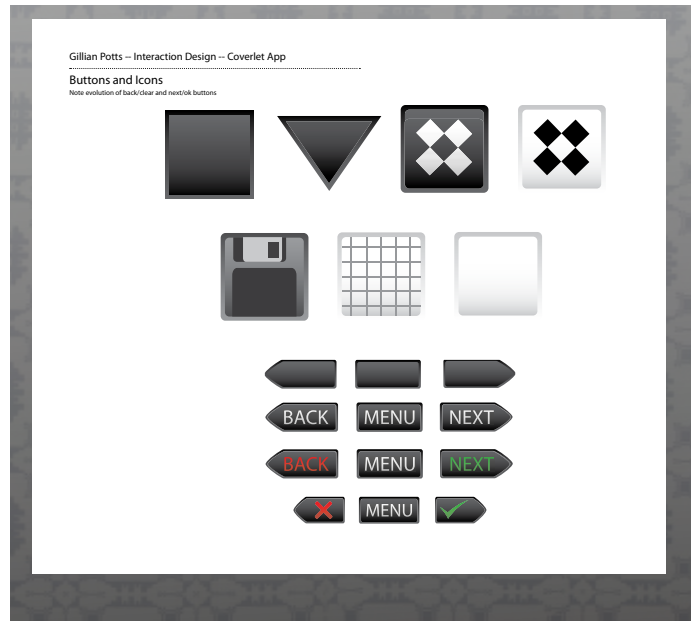 Gillian Potts -- Interaction Design -- Coverlet App
Buttons and Icons
Note evolution of back/clear and next/ok buttons
BACK MENU NEXT
BACK MENU NEXT
MENU